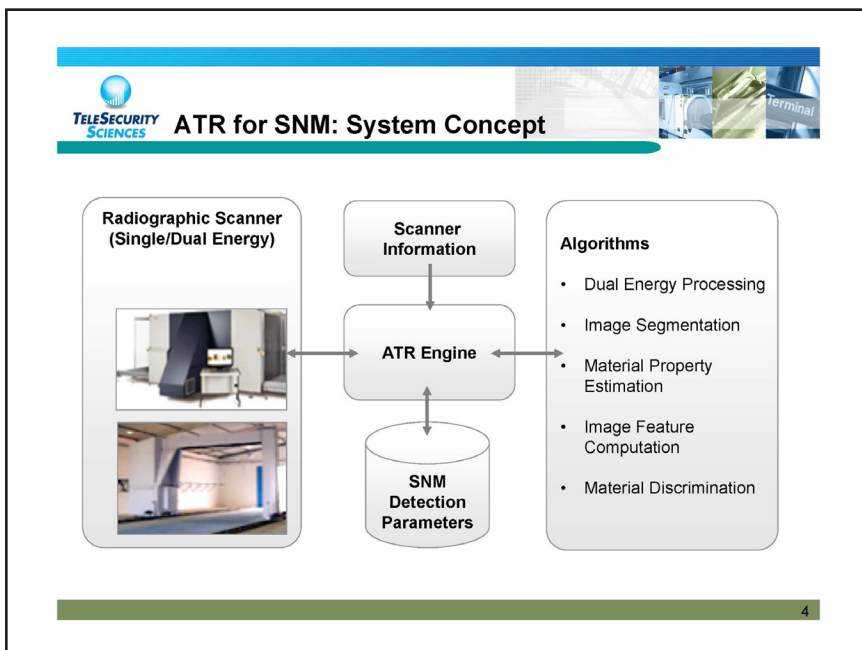 TELESECURITY
SCIENCES
ATR for SNM: System Concept
Terminal
Radiographic Scanner
(Single/Dual Energy)
Scanner
Information
ATR Engine
SNM
Detection
Parameters
Algorithms
• Dual Energy Processing
• Image Segmentation
• Material Property
Estimation
• Image Feature
Computation
• Material Discrimination
4